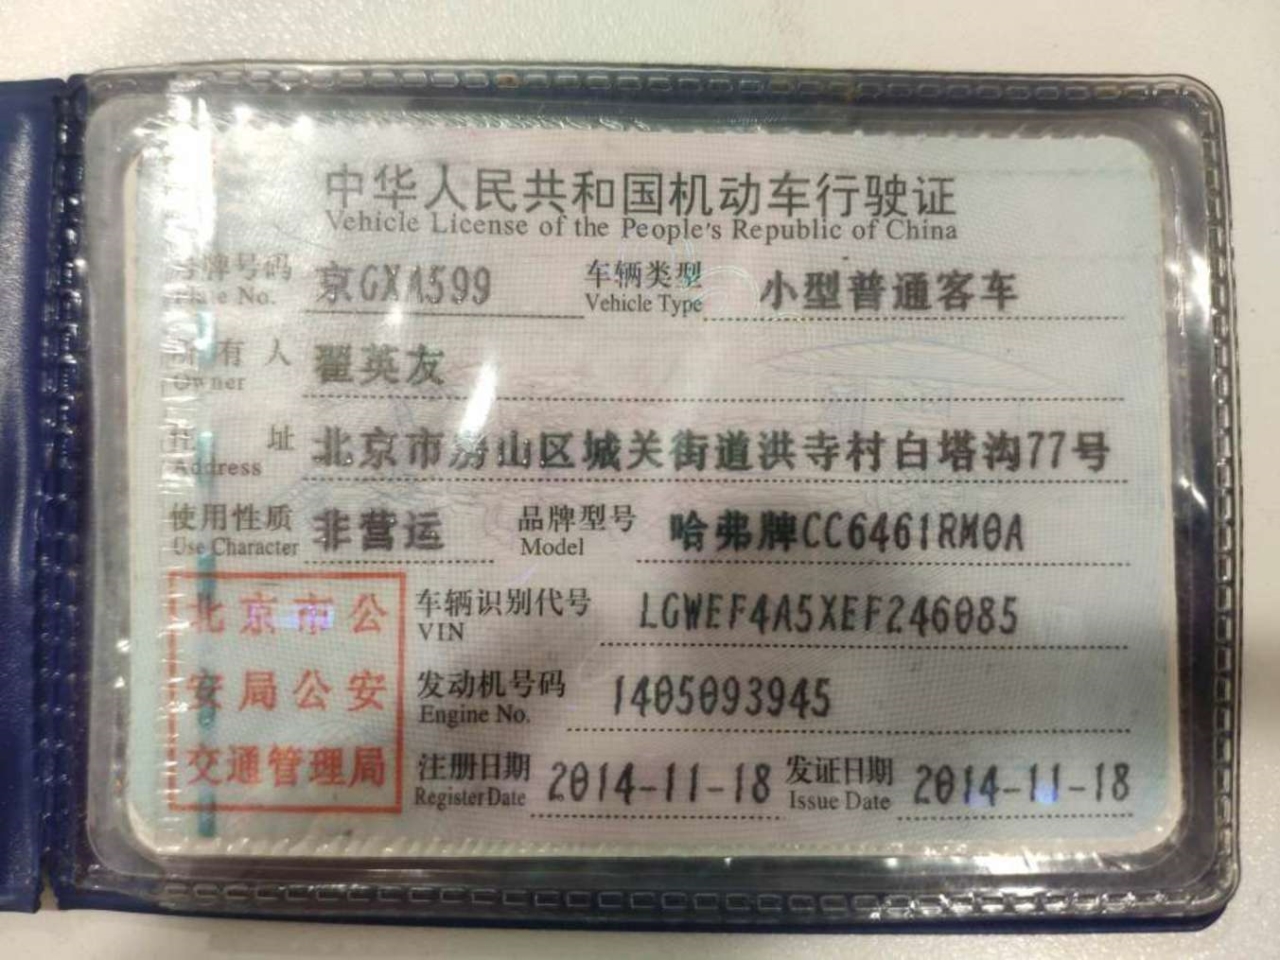 中华人民共和国机动车行驶证
Vehicle License of the People's Republic of China
号牌号码 京GXA599 车辆类型 小型普通客车
Plate No. Vehicle Type
所有人 翟英友
Owner
住址 北京市房山区城关街道洪寺村白塔沟77号
Address
使用性质 非营运 品牌型号 哈弗牌CC6461RM0A
Use Character Model
车辆识别代号 LGWEF4A5XEF246085
VIN
发动机号码 1405093945
Engine No.
注册日期 2014-11-18 发证日期 2014-11-18
Register Date Issue Date
北京市公
安局公安
交通管理局